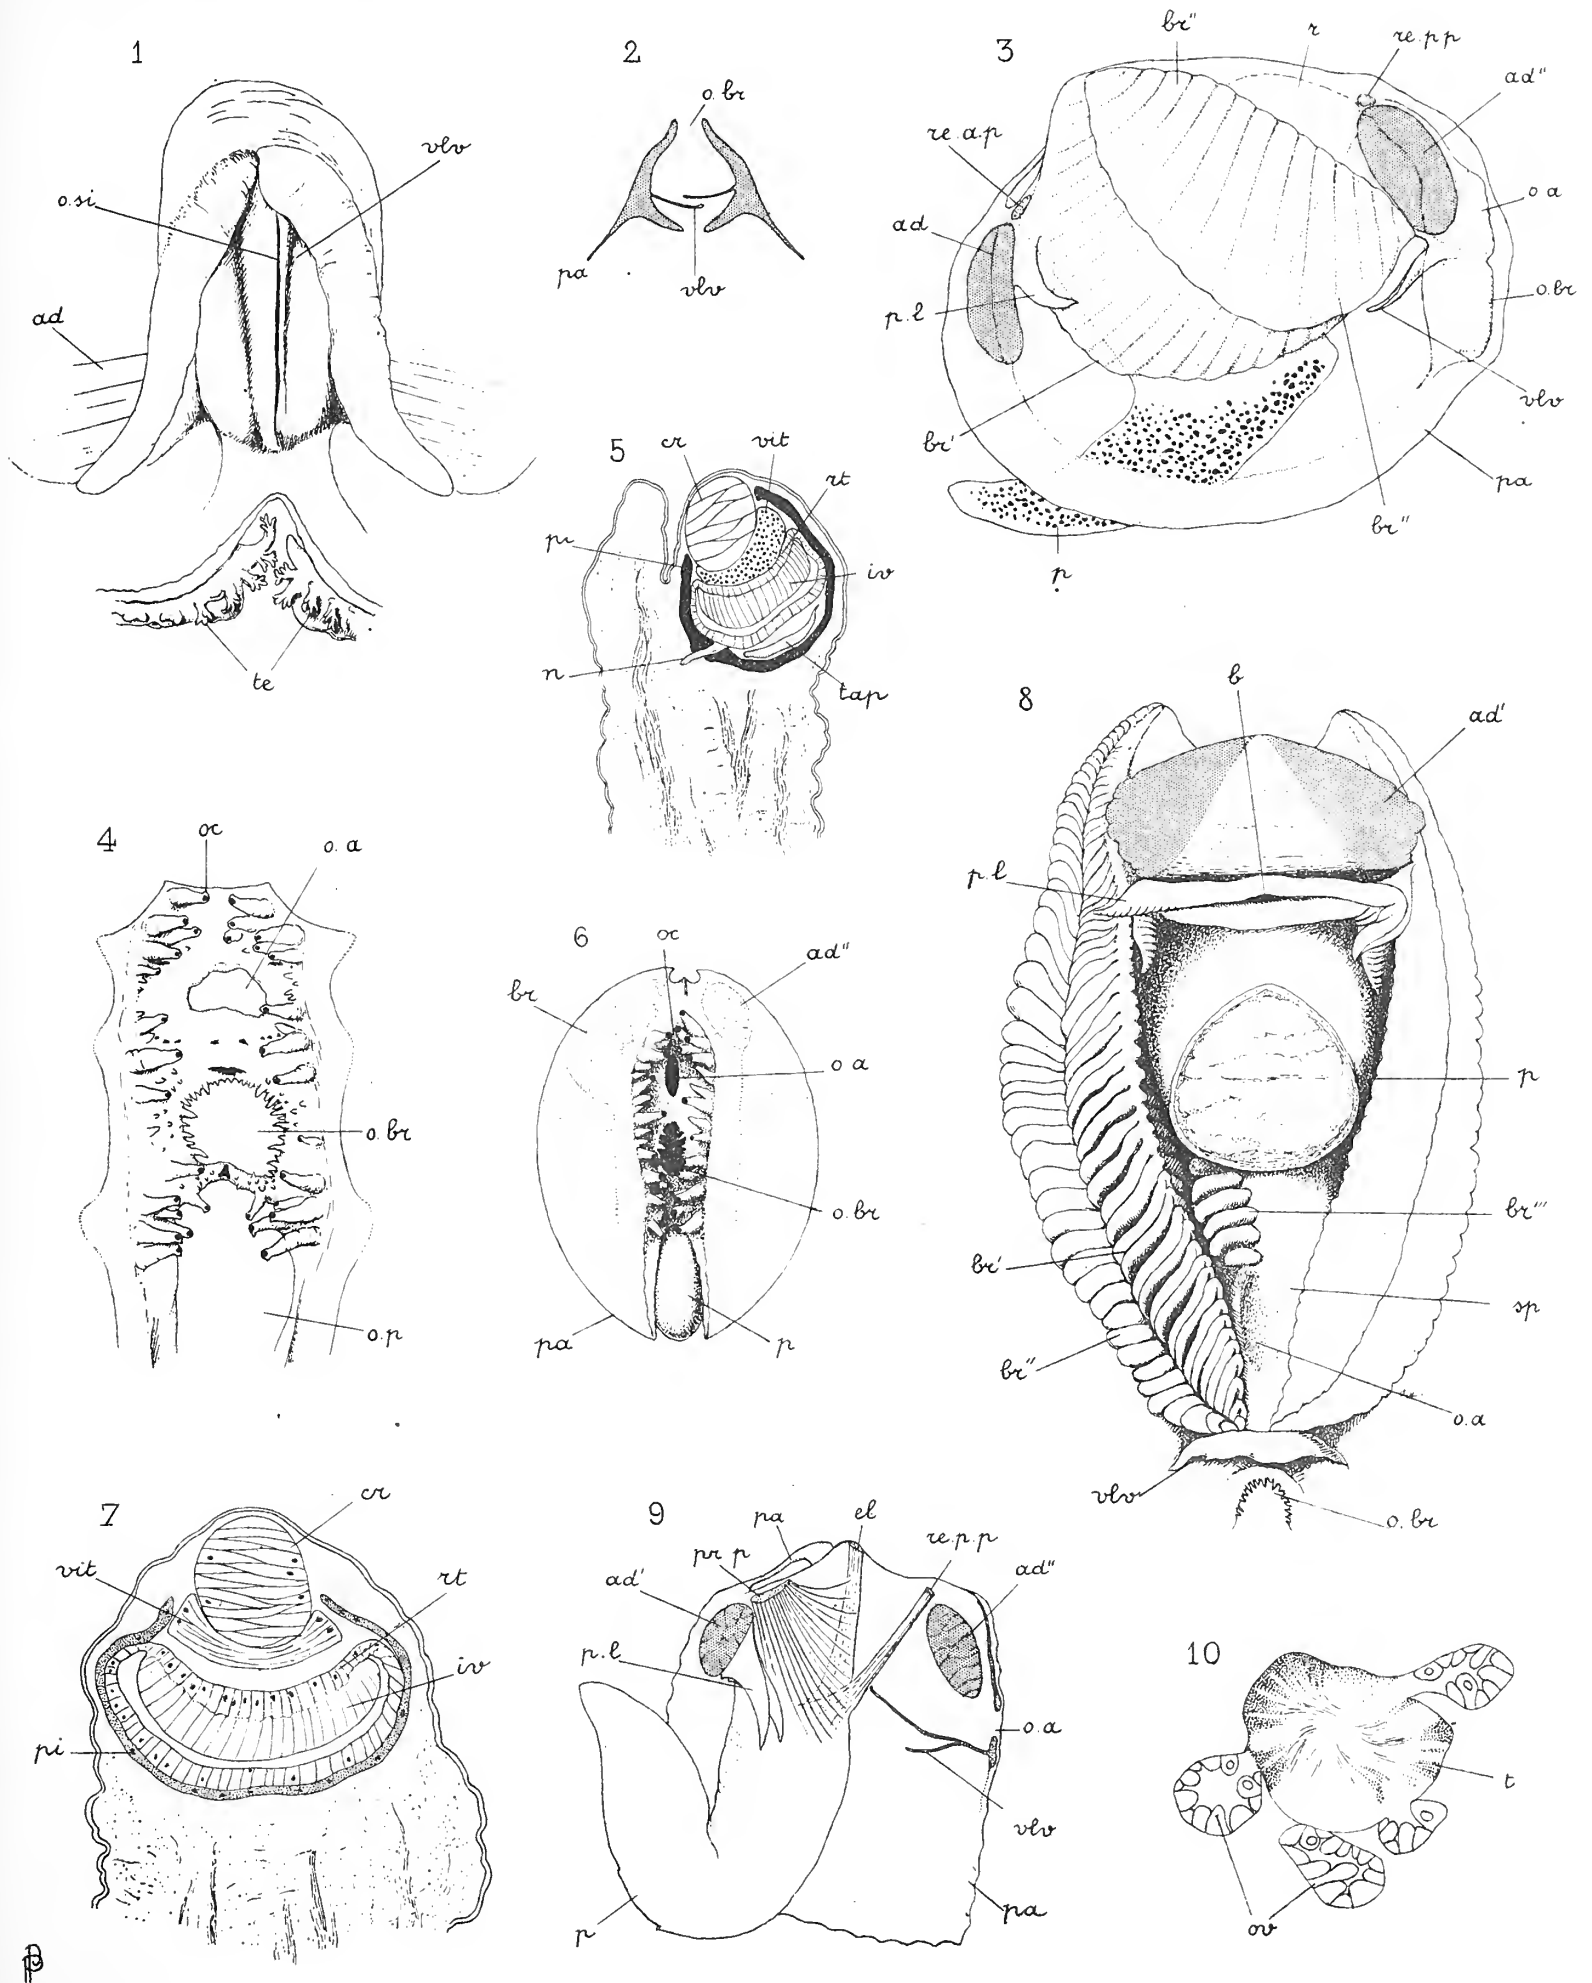 1
o.si
vlv
ad
te
2
o.br
pa
vlv
3
br''
r
re.p p
ad''
re.a.p
ad
o a
o.br
p.l
vlv
br'
pa
br''
p
4
oc
o. a
o.br
o.p
5
cr
vit
rt
pi
iv
n
tap
6
oc
ad''
br
o a
o.br
pa
p
7
cr
vit
rt
iv
pi
8
b
ad'
p.l
p
br'''
br'
sp
br''
o.a
vlv
o.br
9
pa
el
pr p
re.p.p
ad'
ad''
p.l
o.a
vlv
p
pa
10
t
ov